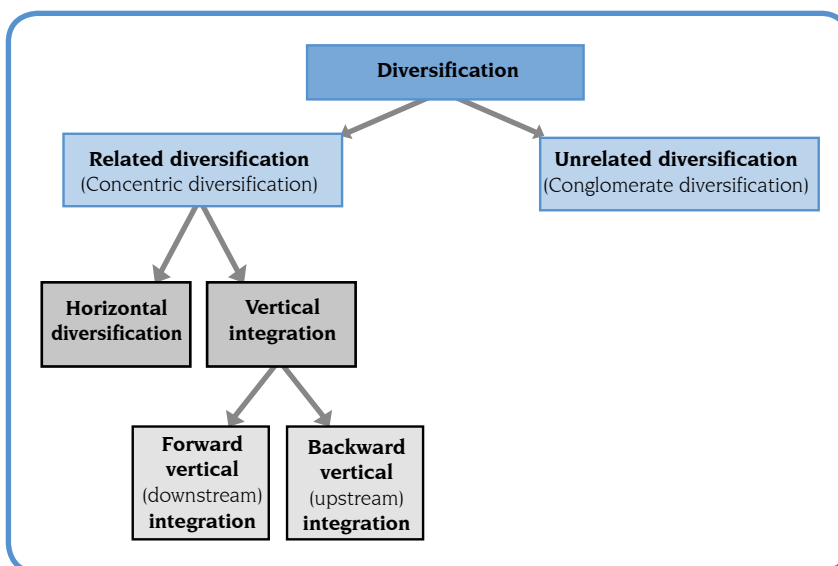 Diversification
Related diversification
(Concentric diversification)
Unrelated diversification
(Conglomerate diversification)
Horizontal
diversification
Vertical
integration
Forward
vertical
(downstream)
integration
Backward
vertical
(upstream)
integration